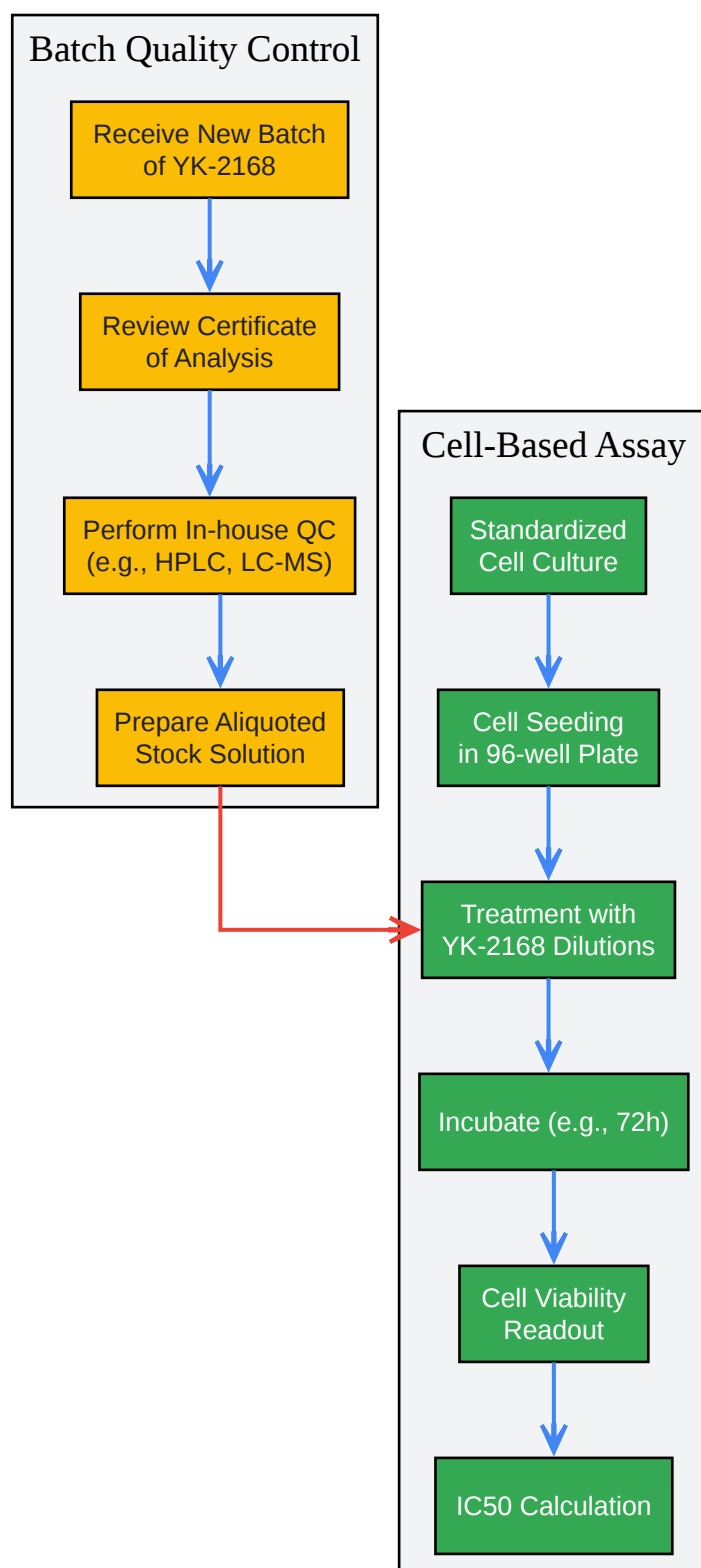 Batch Quality Control
Receive New Batch
of YK-2168
Review Certificate
of Analysis
Perform In-house QC
(e.g., HPLC, LC-MS)
Prepare Aliquoted
Stock Solution
Cell-Based Assay
Standardized
Cell Culture
Cell Seeding
in 96-well Plate
Treatment with
YK-2168 Dilutions
Incubate (e.g., 72h)
Cell Viability
Readout
IC50 Calculation